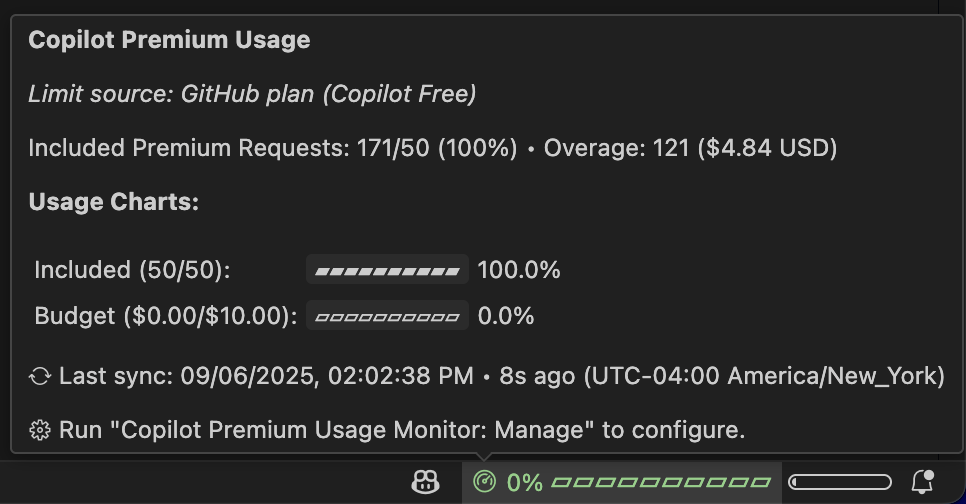 Copilot Premium Usage
Limit source: GitHub plan (Copilot Free)
Included Premium Requests: 171/50 (100%) • Overage: 121 ($4.84 USD)
Usage Charts:
Included (50/50): 100.0%
Budget ($0.00/$10.00): 0.0%
Last sync: 09/06/2025, 02:02:38 PM • 8s ago (UTC-04:00 America/New_York)
Run "Copilot Premium Usage Monitor: Manage" to configure.
0%